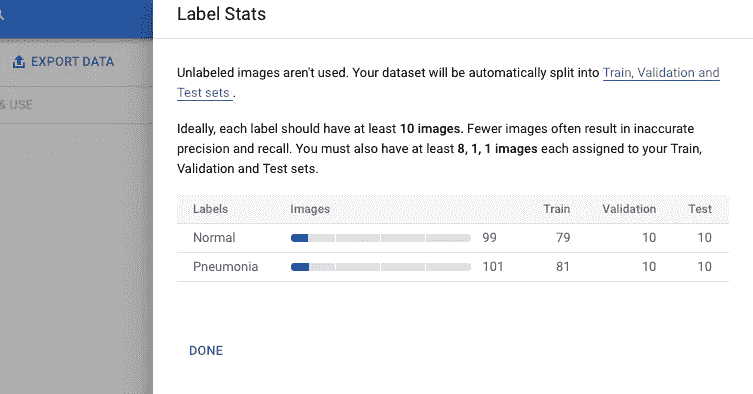 Label Stats
EXPORT DATA
& USE
Unlabeled images aren't used. Your dataset will be automatically split into Train, Validation and
Test sets .
Ideally, each label should have at least 10 images. Fewer images often result in inaccurate
precision and recall. You must also have at least 8, 1, 1 images each assigned to your Train,
Validation and Test sets.
Labels Images Train Validation Test
Normal 99 79 10 10
Pneumonia 101 81 10 10
DONE